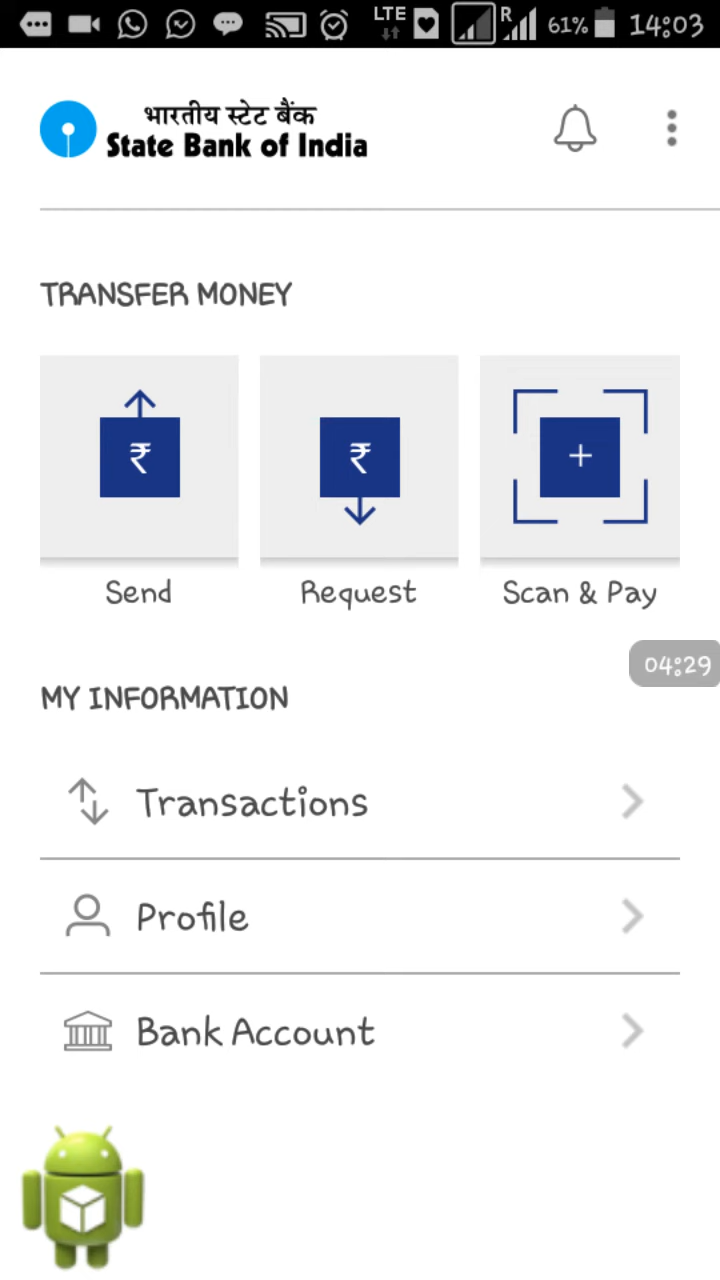 LTE R 61% 14:03
भारतीय स्टेट बैंक
State Bank of India
TRANSFER MONEY
₹ ₹ +
Send Request Scan & Pay
04:29
MY INFORMATION
Transactions
Profile
Bank Account